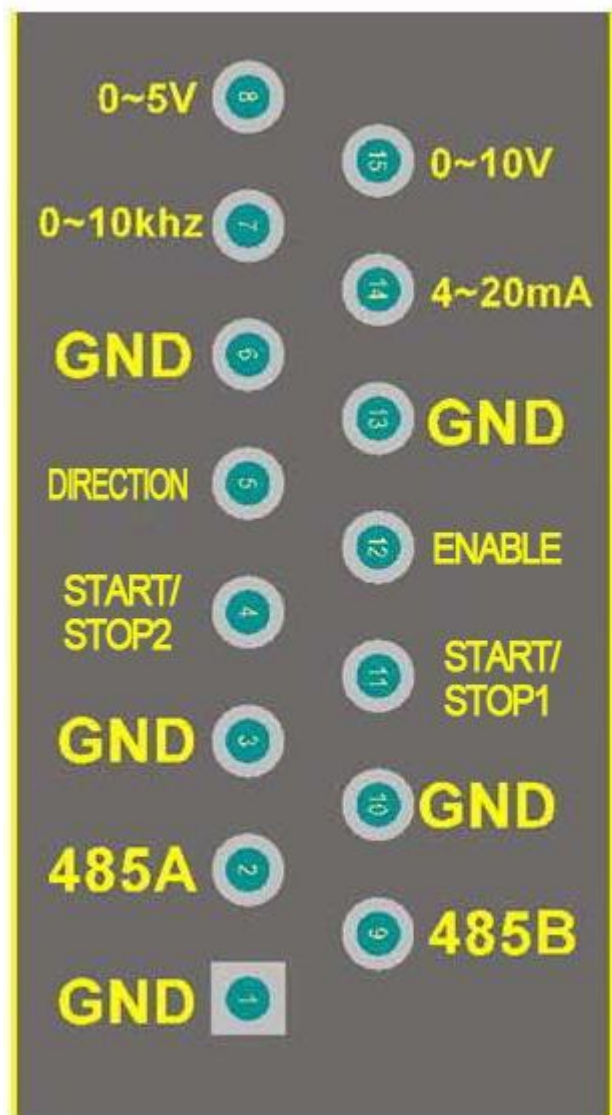 0~5V
8
15
0~10V
0~10khz
7
14
4~20mA
GND
6
13
GND
DIRECTION
5
12
ENABLE
START/
STOP2
4
11
START/
STOP1
GND
3
10
GND
485A
2
9
485B
GND
1